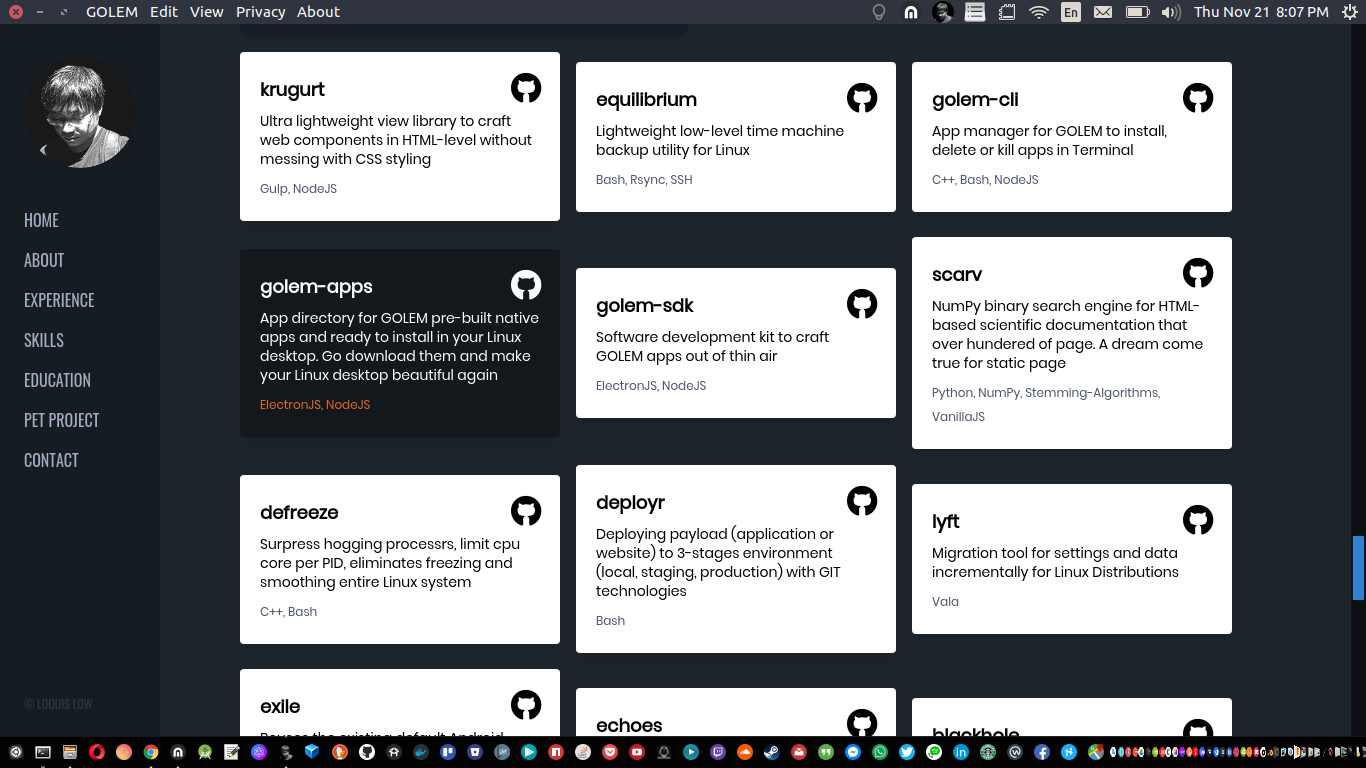 GOLEM Edit View Privacy About
En
Thu Nov 21 8:07 PM
HOME
ABOUT
EXPERIENCE
SKILLS
EDUCATION
PET PROJECT
CONTACT
© LOOUIS LOW
krugurt
Ultra lightweight view library to craft
web components in HTML-level without
messing with CSS styling
Gulp, NodeJS
equilibrium
Lightweight low-level time machine
backup utility for Linux
Bash, Rsync, SSH
golem-cli
App manager for GOLEM to install,
delete or kill apps in Terminal
C++, Bash, NodeJS
golem-apps
App directory for GOLEM pre-built native
apps and ready to install in your Linux
desktop. Go download them and make
your Linux desktop beautiful again
ElectronJS, NodeJS
golem-sdk
Software development kit to craft
GOLEM apps out of thin air
ElectronJS, NodeJS
scarv
NumPy binary search engine for HTML-
based scientific documentation that
over hundered of page. A dream come
true for static page
Python, NumPy, Stemming-Algorithms,
VanillaJS
defreeze
Surpress hogging processrs, limit cpu
core per PID, eliminates freezing and
smoothing entire Linux system
C++, Bash
deployr
Deploying payload (application or
website) to 3-stages environment
(local, staging, production) with GIT
technologies
Bash
lyft
Migration tool for settings and data
incrementally for Linux Distributions
Vala
exile
the existing default Android
echoes
blackhole